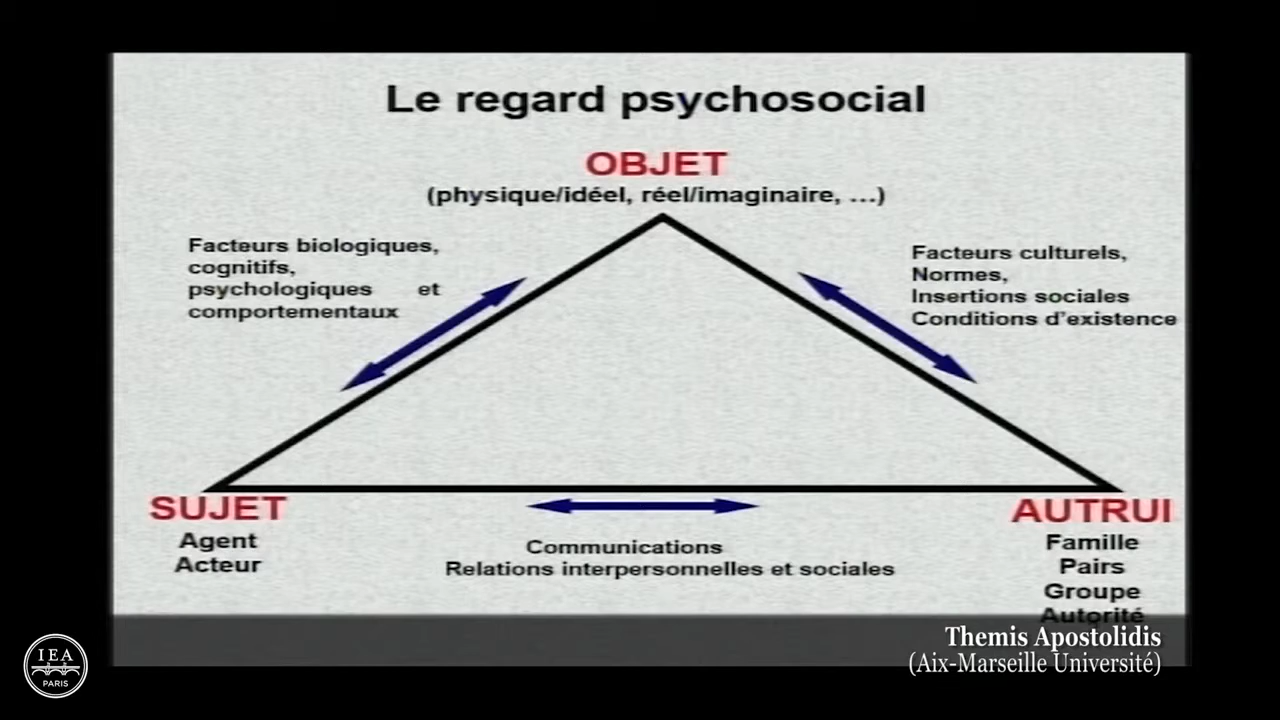 Le regard psychosocial
OBJET
(physique/idéel, réel/imaginaire, ...)
Facteurs biologiques,
cognitifs,
psychologiques et
comportementaux
Facteurs culturels,
Normes,
Insertions sociales
Conditions d'existence
SUJET
Agent
Acteur
Communications
Relations interpersonnelles et sociales
AUTRUI
Famille
Pairs
Groupe
Autorité
Themis Apostolidis
(Aix-Marseille Université)
IEA
PARIS